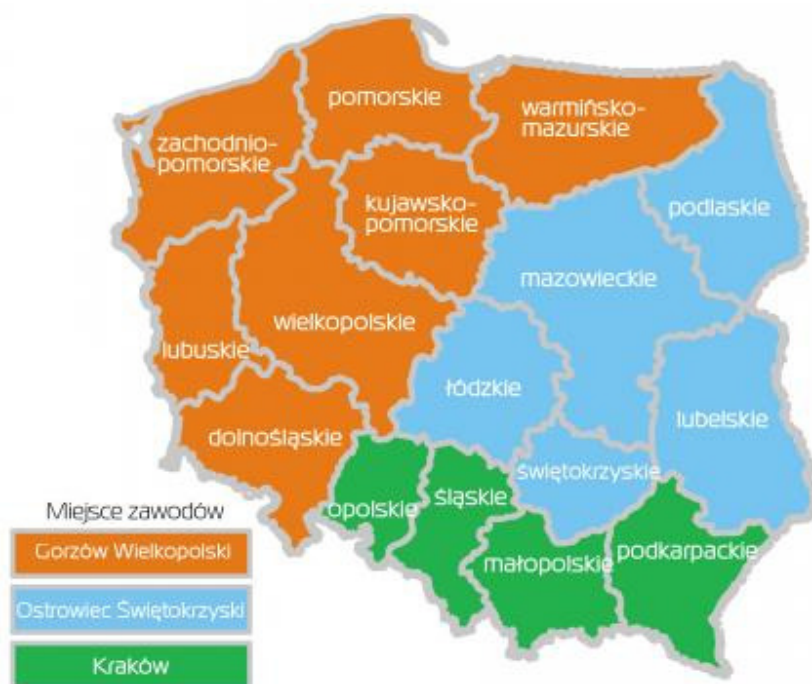 pomorskie
warmińsko-
mazurskie
zachodnio-
pomorskie
kujawsko-
pomorskie
podlaskie
mazowieckie
wielkopolskie
lubuskie
łódzkie
lubelskie
dolnośląskie
świętokrzyskie
opolskie
śląskie
małopolskie
podkarpackie
Miejsce zawodów
Gorzów Wielkopolski
Ostrowiec Świętokrzyski
Kraków